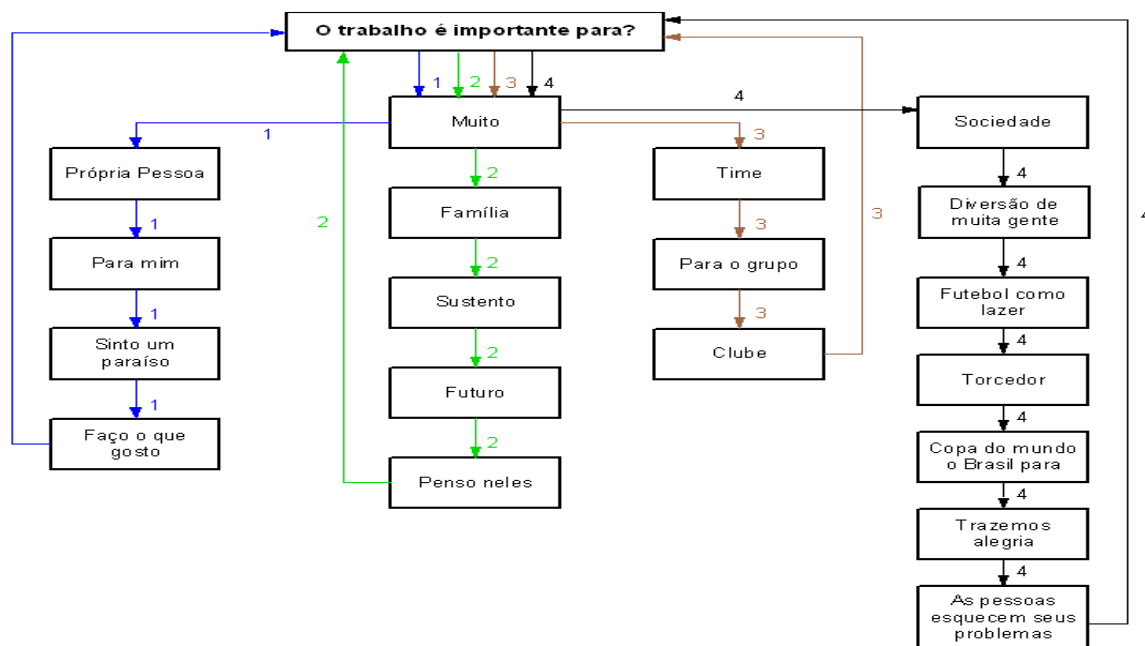 O trabalho é importante para?
1
2
3
4
Muito
4
Sociedade
1
3
Própria Pessoa
2
Time
4
Família
Diversão de
muita gente
1
3
2
3
4
4
Para mim
2
Para o grupo
4
Futebol como
lazer
Sustento
1
3
4
Sinto um
paraíso
2
Clube
Torcedor
Futuro
1
4
Faço o que
gosto
2
Copa do mundo
o Brasil para
Penso neles
4
Trazemos
alegria
4
As pessoas
esquecem seus
problemas